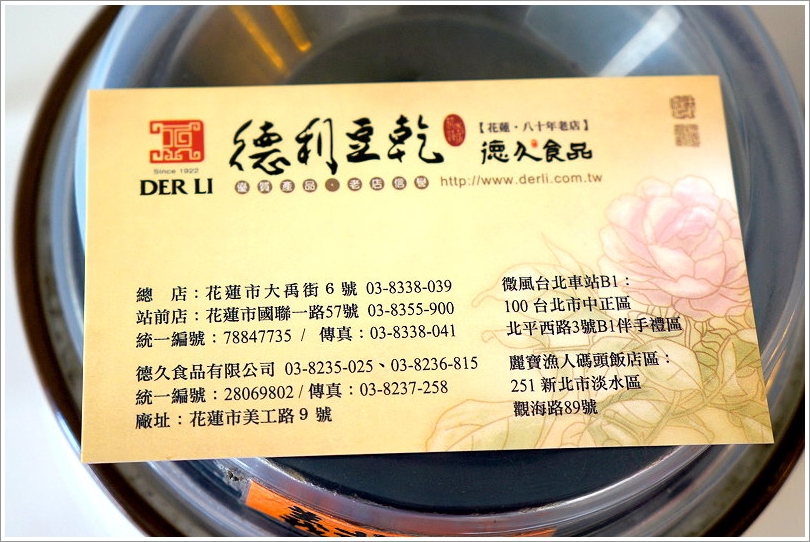 德利豆乾
【花蓮・八十年老店】
德久食品
Since 1922
DER LI
優質產品・老店信譽
http://www.derli.com.tw
總 店：花蓮市大禹街6號 03-8338-039
站前店：花蓮市國聯一路57號 03-8355-900
統一編號：78847735 / 傳真：03-8338-041
德久食品有限公司 03-8235-025、03-8236-815
統一編號：28069802 / 傳真：03-8237-258
廠址：花蓮市美工路9號
微風台北車站B1：
100 台北市中正區
北平西路3號B1伴手禮區
麗寶漁人碼頭飯店區：
251 新北市淡水區
觀海路89號